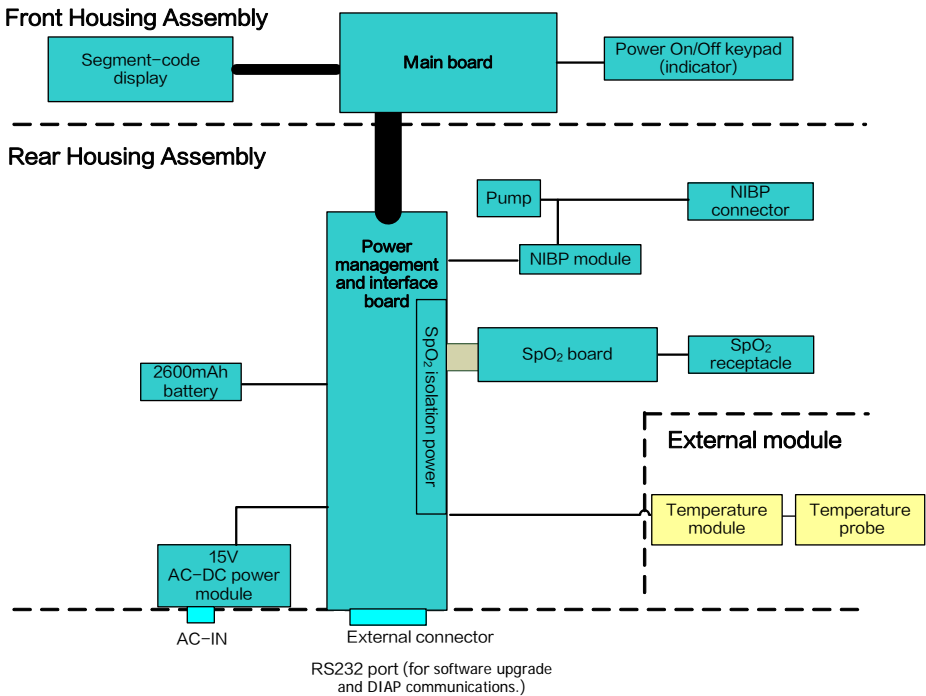 Front Housing Assembly
Segment-code
display
Main board
Power On/Off keypad
(indicator)
Rear Housing Assembly
Pump
NIBP
connector
NIBP module
Power
management
and interface
board
SpO₂ isolation power
SpO₂ board
SpO₂
receptacle
2600mAh
battery
External module
Temperature
module
Temperature
probe
15V
AC-DC power
module
AC-IN
External connector
RS232 port (for software upgrade
and DIAP communications.)